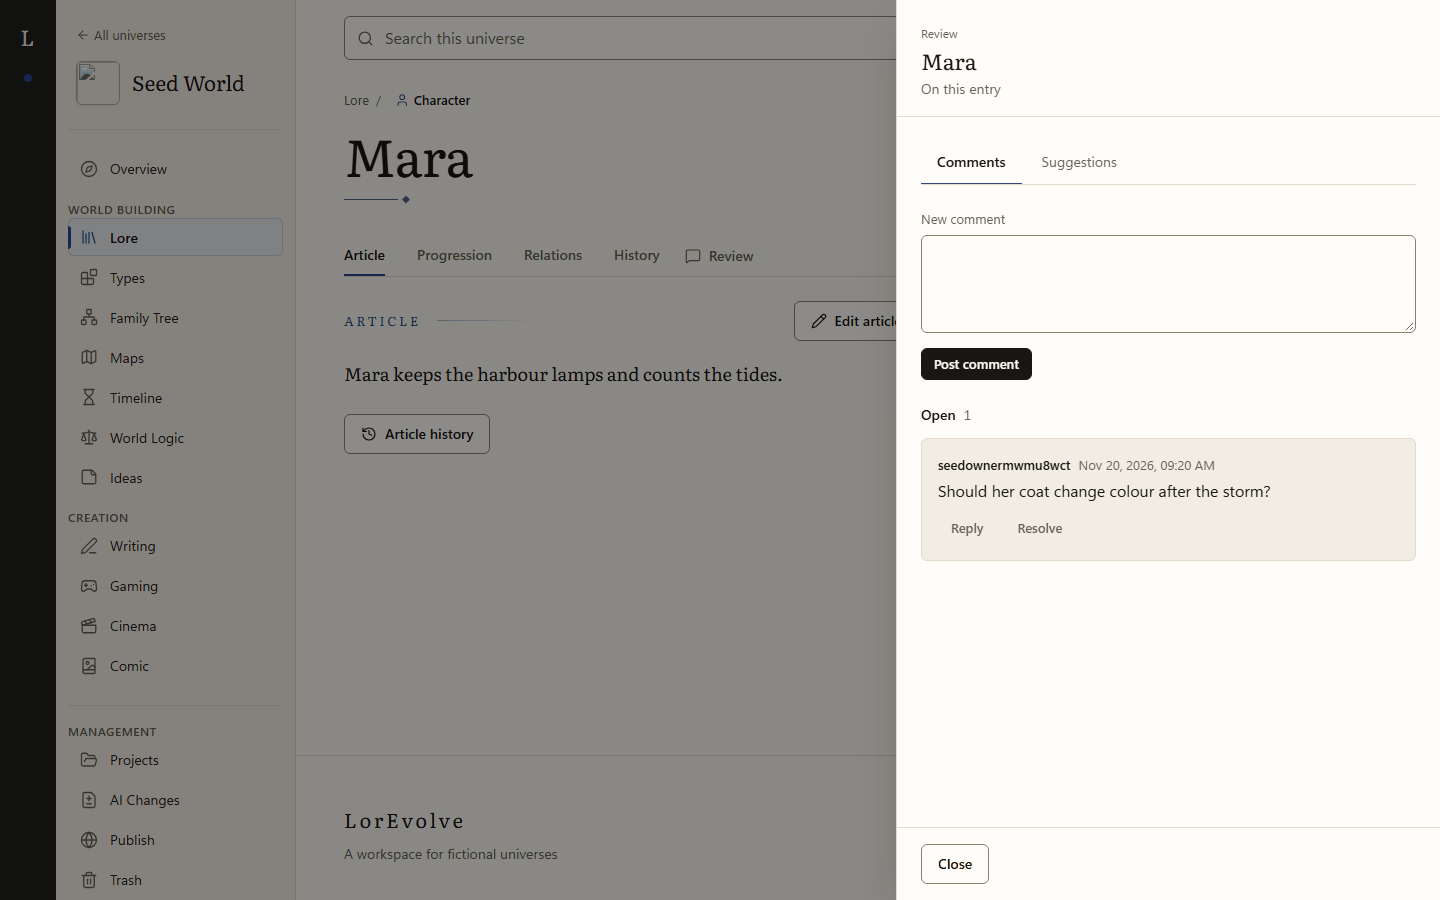 L
All universes
Seed World
Overview
WORLD BUILDING
Lore
Types
Family Tree
Maps
Timeline
World Logic
Ideas
CREATION
Writing
Gaming
Cinema
Comic
MANAGEMENT
Projects
AI Changes
Publish
Trash
Search this universe
Lore / Character
Mara
Article Progression Relations History Review
ARTICLE
Edit article
Mara keeps the harbour lamps and counts the tides.
Article history
LorEvolve
A workspace for fictional universes
Review
Mara
On this entry
Comments Suggestions
New comment
Post comment
Open 1
seedownermwmu8wct Nov 20, 2026, 09:20 AM
Should her coat change colour after the storm?
Reply Resolve
Close